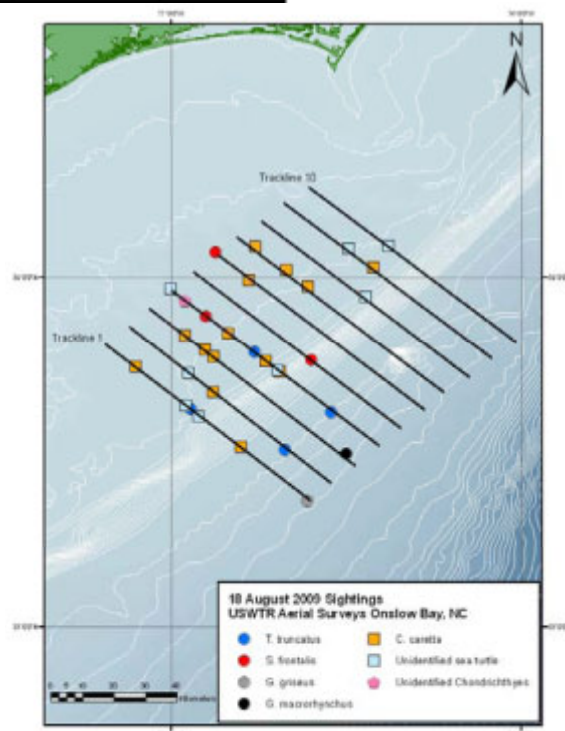 N
Trackline 10
Trackline 1
18 August 2009 Sightings
USWTR Aerial Surveys Onslow Bay, NC
T. truncatus
C. caretta
S. frontalis
Unidentified sea turtle
G. griseus
Unidentified Chondrichthyes
G. macrorhynchus